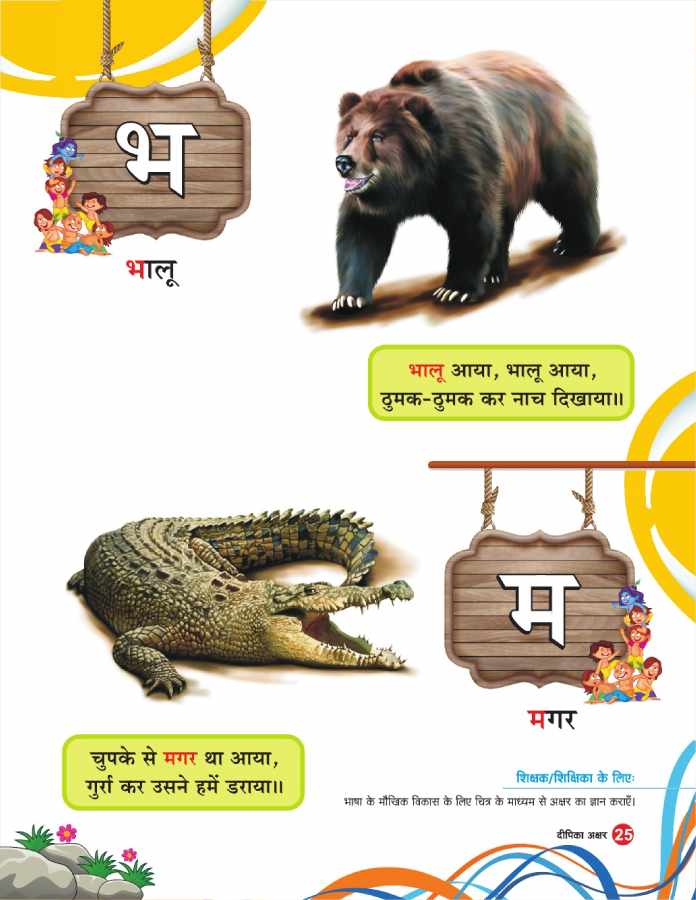 भ
भालू
भालू आया, भालू आया,
ठुमक-ठुमक कर नाच दिखाया॥
म
मगर
चुपके से मगर था आया,
गुर्रा कर उसने हमें डराया॥
शिक्षक/शिक्षिका के लिएः
भाषा के मौखिक विकास के लिए चित्र के माध्यम से अक्षर का ज्ञान कराएँ।
दीपिका अक्षर 25